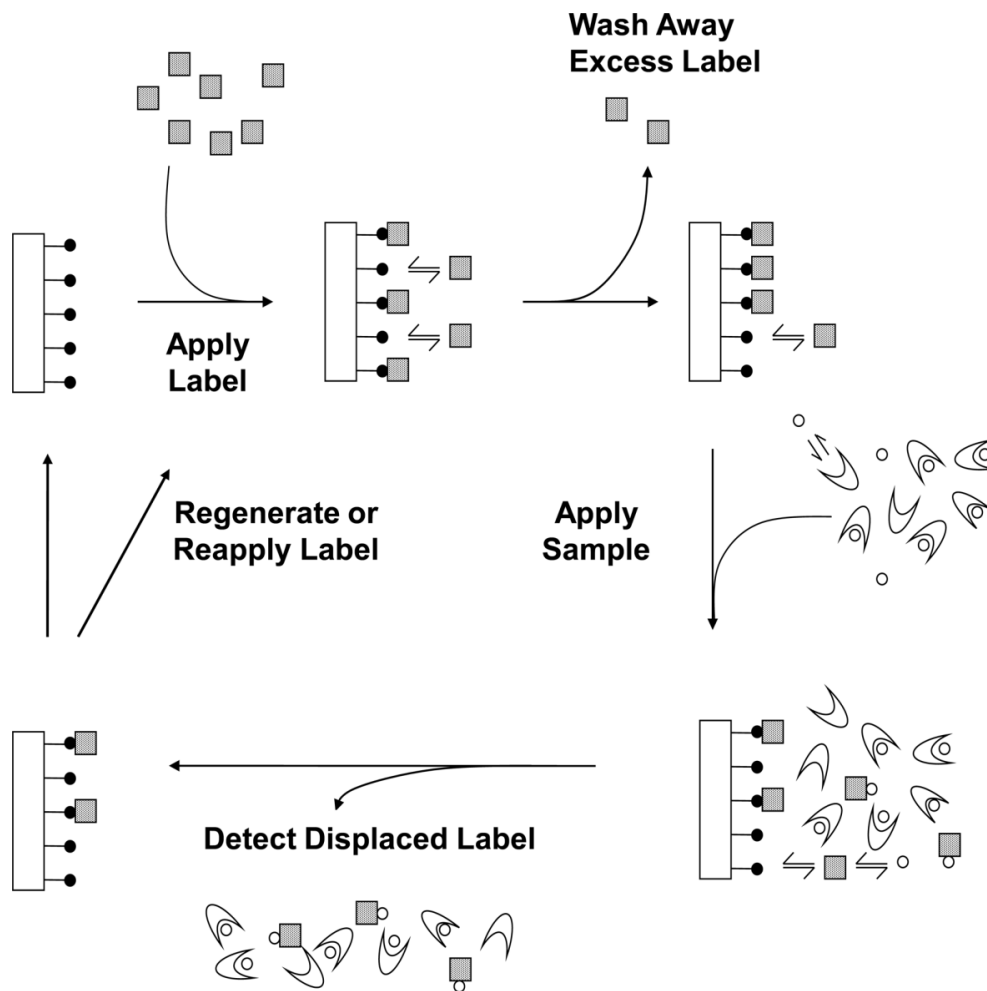 Wash Away
Excess Label
Apply
Label
Regenerate or
Reapply Label
Apply
Sample
Detect Displaced Label